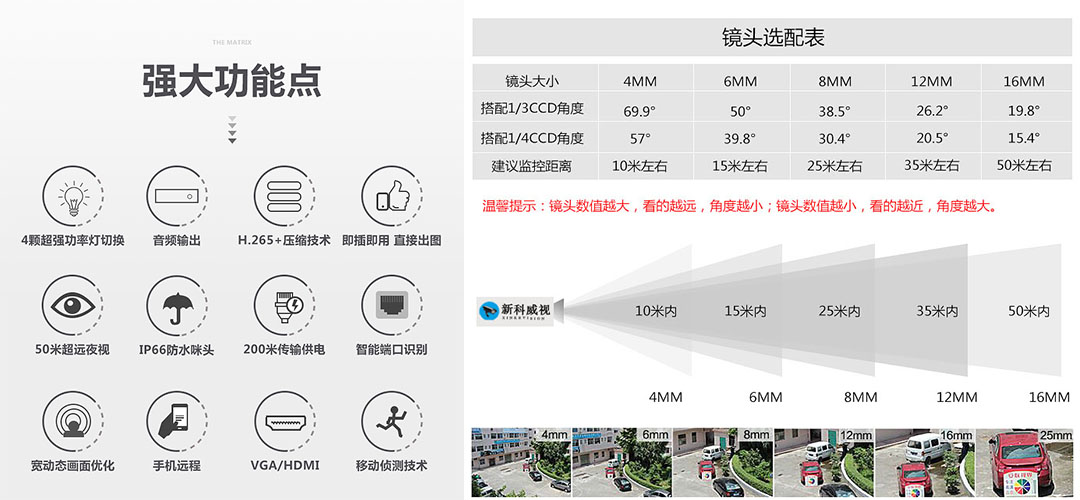 THE MATRIX
强大功能点
4颗超强功率灯切换
音频输出
H.265+压缩技术
即插即用 直接出图
50米超远夜视
IP66防水咪头
200米传输供电
智能端口识别
宽动态画面优化
手机远程
VGA/HDMI
移动侦测技术
镜头选配表
镜头大小 4MM 6MM 8MM 12MM 16MM
搭配1/3CCD角度 69.9° 50° 38.5° 26.2° 19.8°
搭配1/4CCD角度 57° 39.8° 30.4° 20.5° 15.4°
建议监控距离 10米左右 15米左右 25米左右 35米左右 50米左右
温馨提示：镜头数值越大，看的越远，角度越小；镜头数值越小，看的越近，角度越大。
新科威视
XINKEVISION
10米内 15米内 25米内 35米内 50米内
4MM 6MM 8MM 12MM 16MM
4mm 6mm 8mm 12mm 16mm 25mm